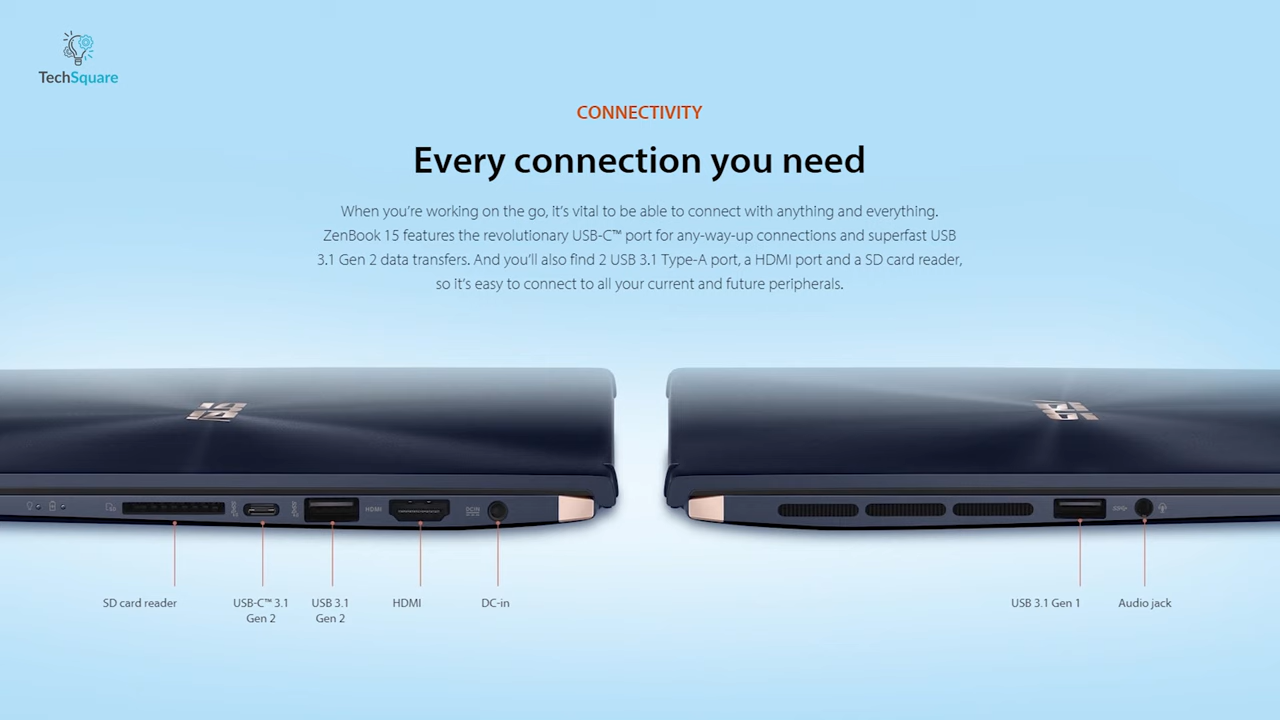 TechSquare
CONNECTIVITY
Every connection you need
When you're working on the go, it's vital to be able to connect with anything and everything.
ZenBook 15 features the revolutionary USB-C™ port for any-way-up connections and superfast USB
3.1 Gen 2 data transfers. And you'll also find 2 USB 3.1 Type-A port, a HDMI port and a SD card reader,
so it's easy to connect to all your current and future peripherals.
HDMI
DC IN
SD card reader
USB-C™ 3.1
Gen 2
USB 3.1
Gen 2
HDMI
DC-in
USB 3.1 Gen 1
Audio jack